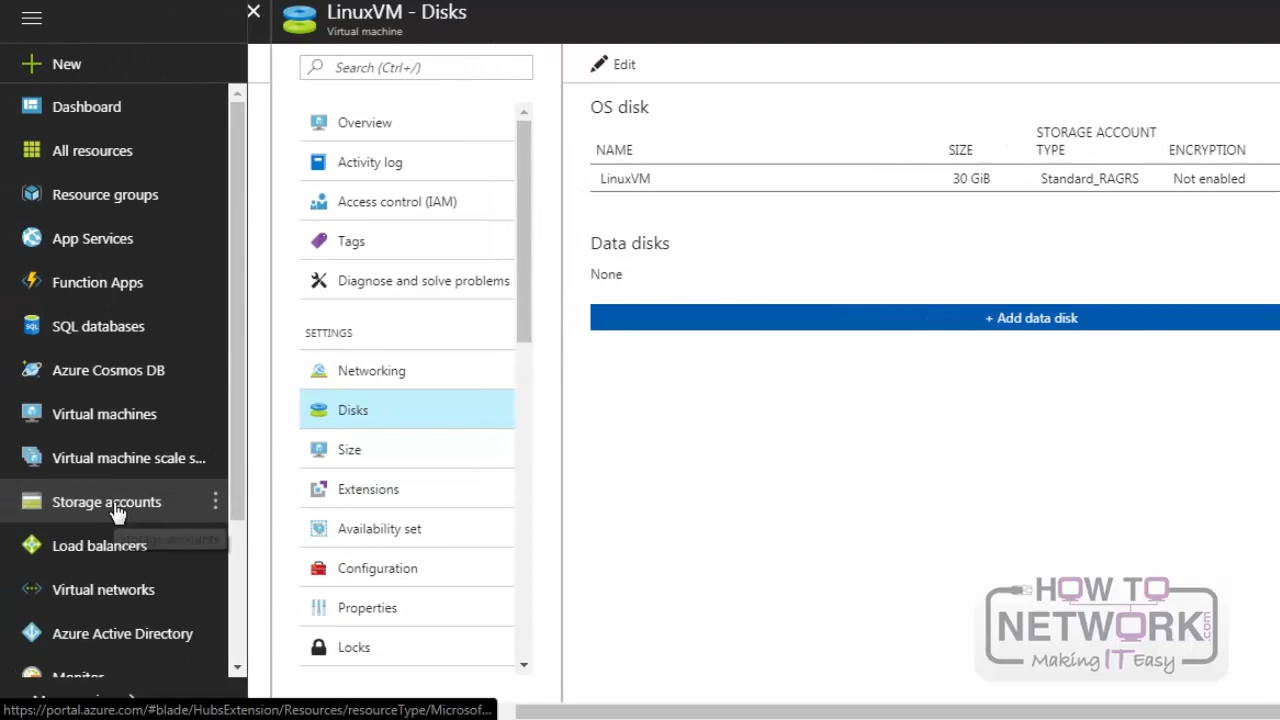 LinuxVM - Disks
Virtual machine
New
Dashboard
All resources
Resource groups
App Services
Function Apps
SQL databases
Azure Cosmos DB
Virtual machines
Virtual machine scale s...
Storage accounts
Load balancers
Virtual networks
Azure Active Directory
Monitor
Search (Ctrl+/)
Overview
Activity log
Access control (IAM)
Tags
Diagnose and solve problems
SETTINGS
Networking
Disks
Size
Extensions
Availability set
Configuration
Properties
Locks
Edit
OS disk
NAME SIZE STORAGE ACCOUNT TYPE ENCRYPTION
LinuxVM 30 GiB Standard_RAGRS Not enabled
Data disks
None
+ Add data disk
HOW TO
NETWORK.com
Making IT Easy
https://portal.azure.com/#blade/HubsExtension/Resources/resourceType/Microsof...